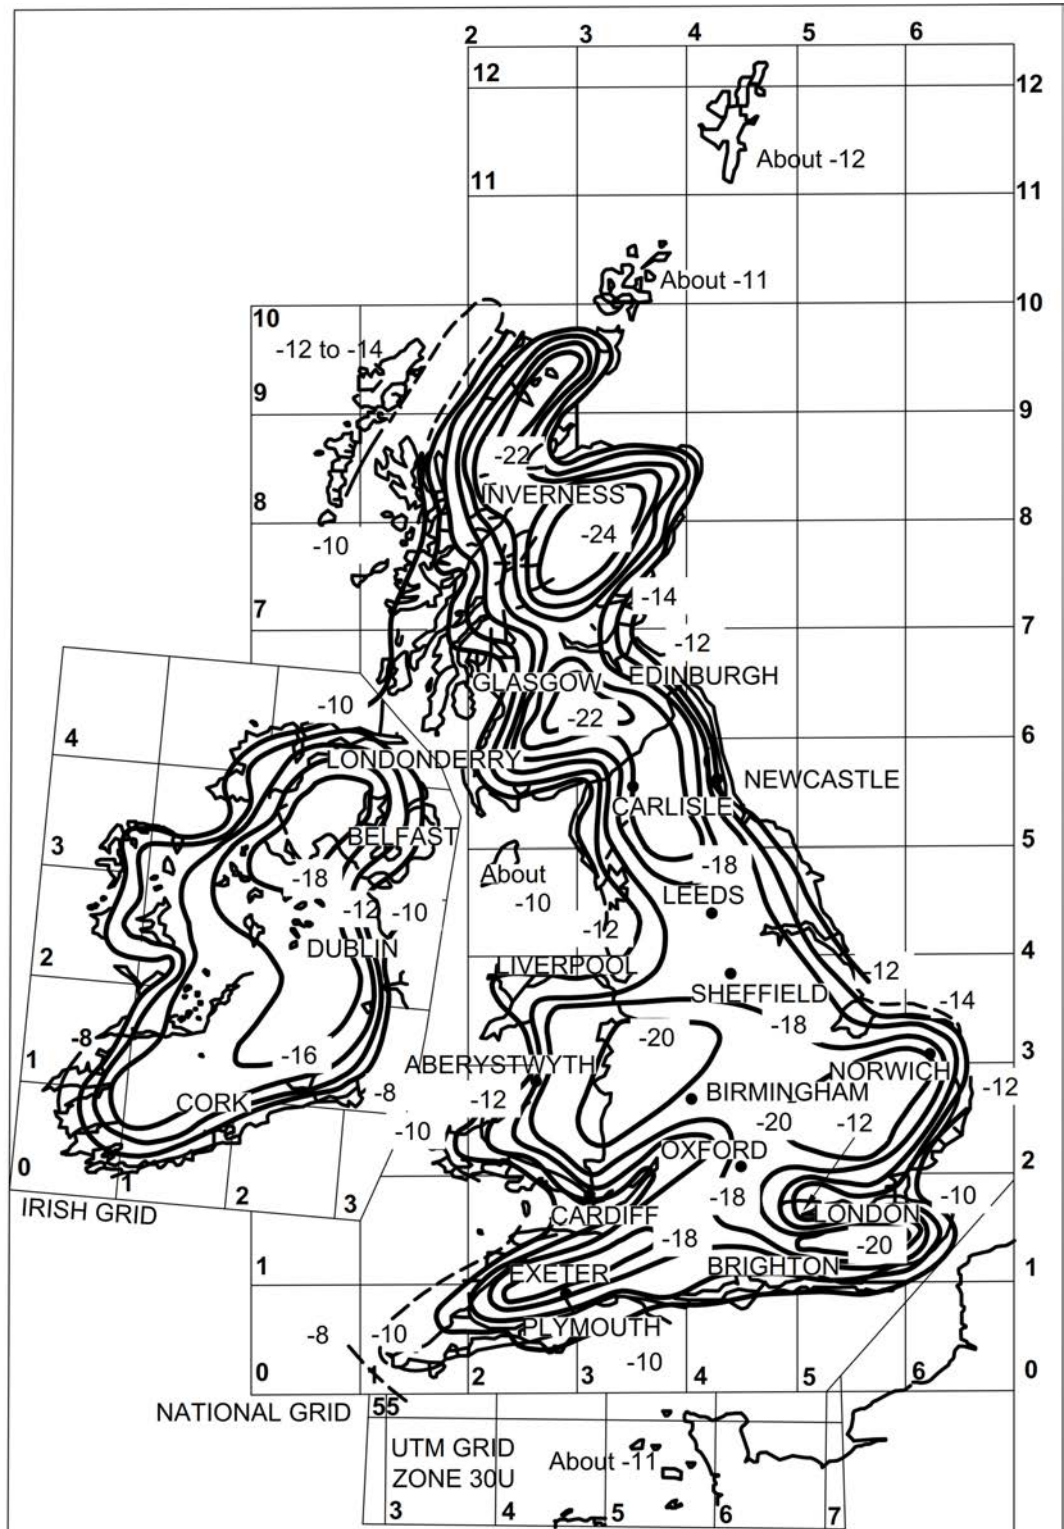 2 3 4 5 6
12 12
About -12
11 11
About -11
10 10
-12 to -14
9 9
-22
INVERNESS
8 8
-24
-10
-14
7 7
-12
GLASGOW EDINBURGH
-10
-22
4 6 6
LONDONDERRY NEWCASTLE
CARLISLE
BELFAST
3 5 5
About -18
-18 LEEDS
-10
-12 -10
-12
DUBLIN 4
2 LIVERPOOL -12
SHEFFIELD -14
-18
-8 -20
-16
1 ABERYSTWYTH NORWICH 3
-8 BIRMINGHAM -12
CORK -12
-20 -12
-10
OXFORD
0 1 2
2 3 -18 -10
IRISH GRID CARDIFF LONDON
-18 -20
1 EXETER BRIGHTON 1
PLYMOUTH
-8 -10 -10
0 1 2 3 4 5 6 0
NATIONAL GRID 55
UTM GRID
ZONE 30U
About -11
3 4 5 6 7